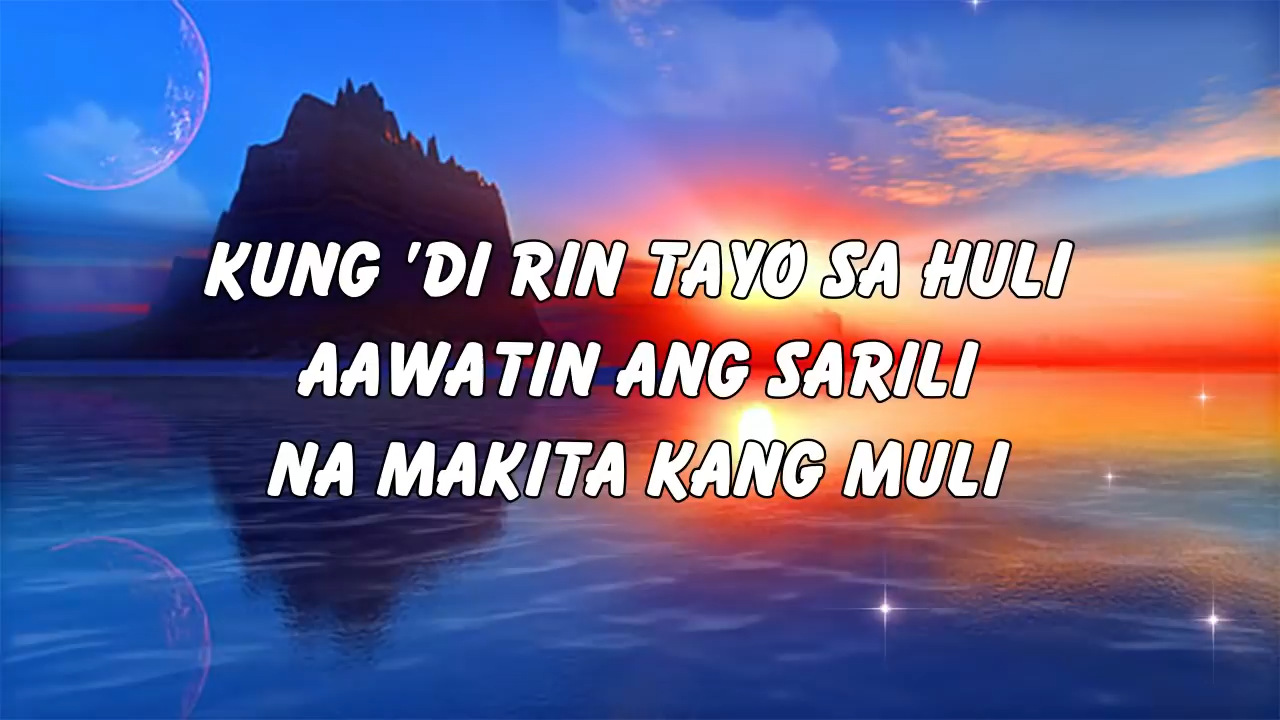 KUNG 'DI RIN TAYO SA HULI
AAWATIN ANG SARILI
NA MAKITA KANG MULI